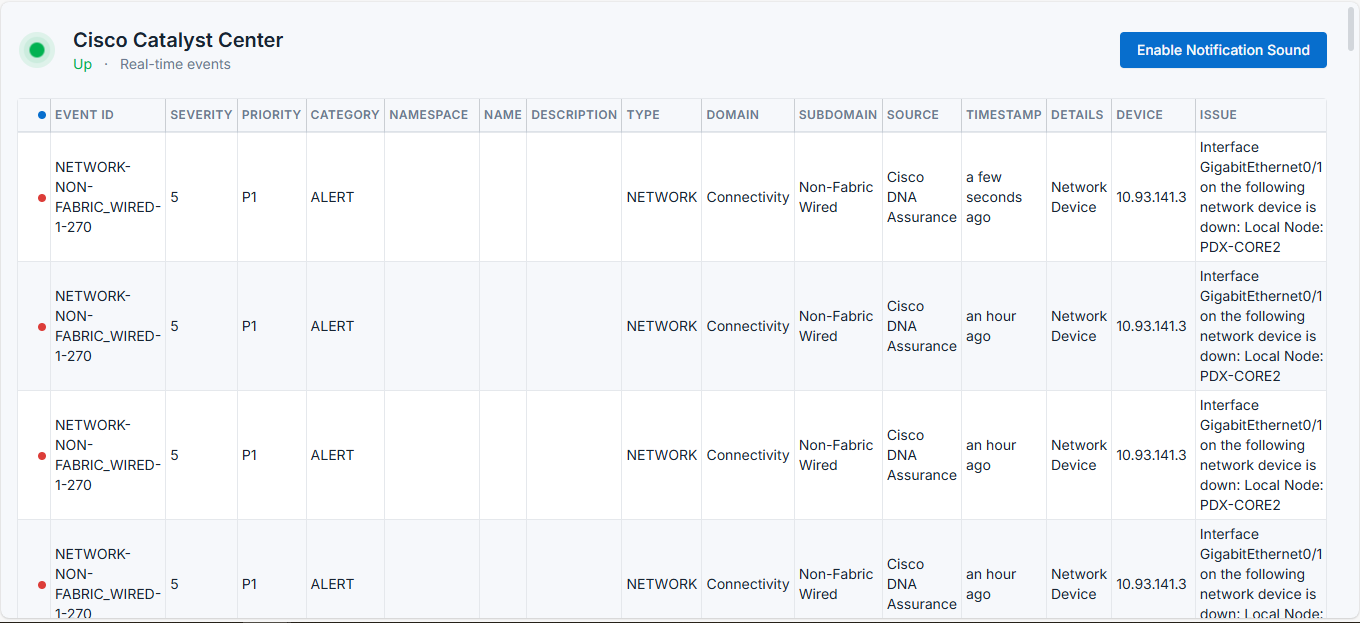 Cisco Catalyst Center
Up · Real-time events
Enable Notification Sound
EVENT ID SEVERITY PRIORITY CATEGORY NAMESPACE NAME DESCRIPTION TYPE DOMAIN SUBDOMAIN SOURCE TIMESTAMP DETAILS DEVICE ISSUE
NETWORK-
NON-
FABRIC_WIRED-
1-270
5
P1
ALERT
NETWORK
Connectivity
Non-Fabric
Wired
Cisco
DNA
Assurance
a few
seconds
ago
Network
Device
10.93.141.3
Interface
GigabitEthernet0/1
on the following
network device is
down: Local Node:
PDX-CORE2
NETWORK-
NON-
FABRIC_WIRED-
1-270
5
P1
ALERT
NETWORK
Connectivity
Non-Fabric
Wired
Cisco
DNA
Assurance
an hour
ago
Network
Device
10.93.141.3
Interface
GigabitEthernet0/1
on the following
network device is
down: Local Node:
PDX-CORE2
NETWORK-
NON-
FABRIC_WIRED-
1-270
5
P1
ALERT
NETWORK
Connectivity
Non-Fabric
Wired
Cisco
DNA
Assurance
an hour
ago
Network
Device
10.93.141.3
Interface
GigabitEthernet0/1
on the following
network device is
down: Local Node:
PDX-CORE2
NETWORK-
NON-
FABRIC_WIRED-
1-270
5
P1
ALERT
NETWORK
Connectivity
Non-Fabric
Wired
Cisco
DNA
Assurance
an hour
ago
Network
Device
10.93.141.3
Interface
GigabitEthernet0/1
on the following
network device is
down: Local Node: